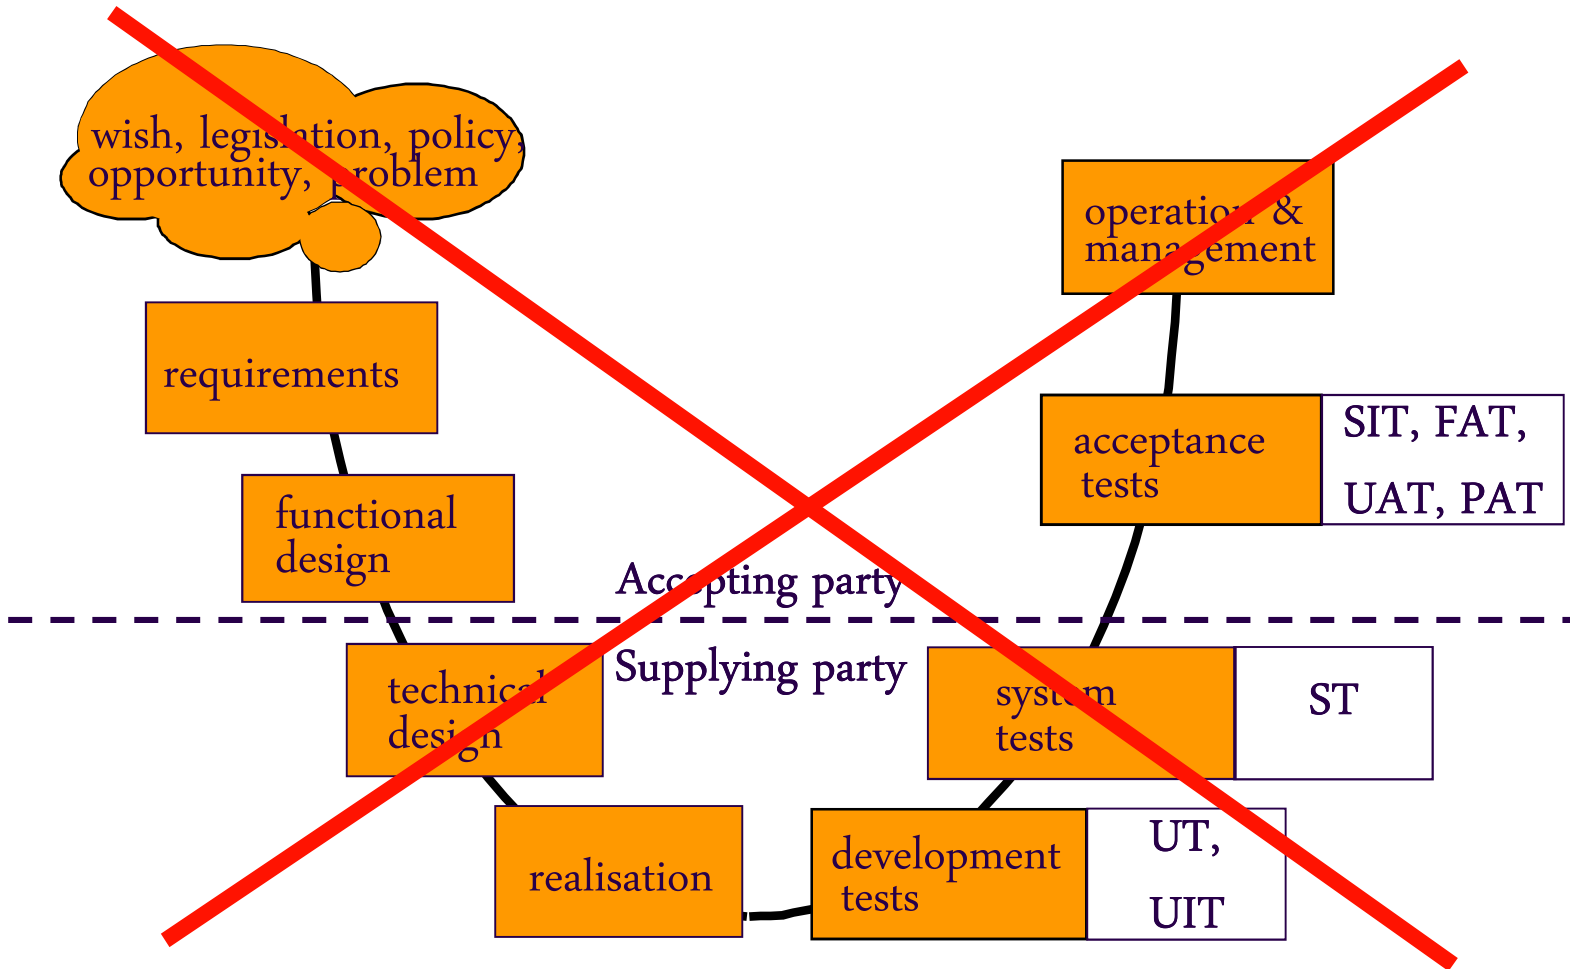 wish, legislation, policy,
opportunity, problem
operation &
management
requirements
acceptance
tests
SIT, FAT,
UAT, PAT
functional
design
Accepting party
Supplying party
technical
design
system
tests
ST
realisation
development
tests
UT,
UIT